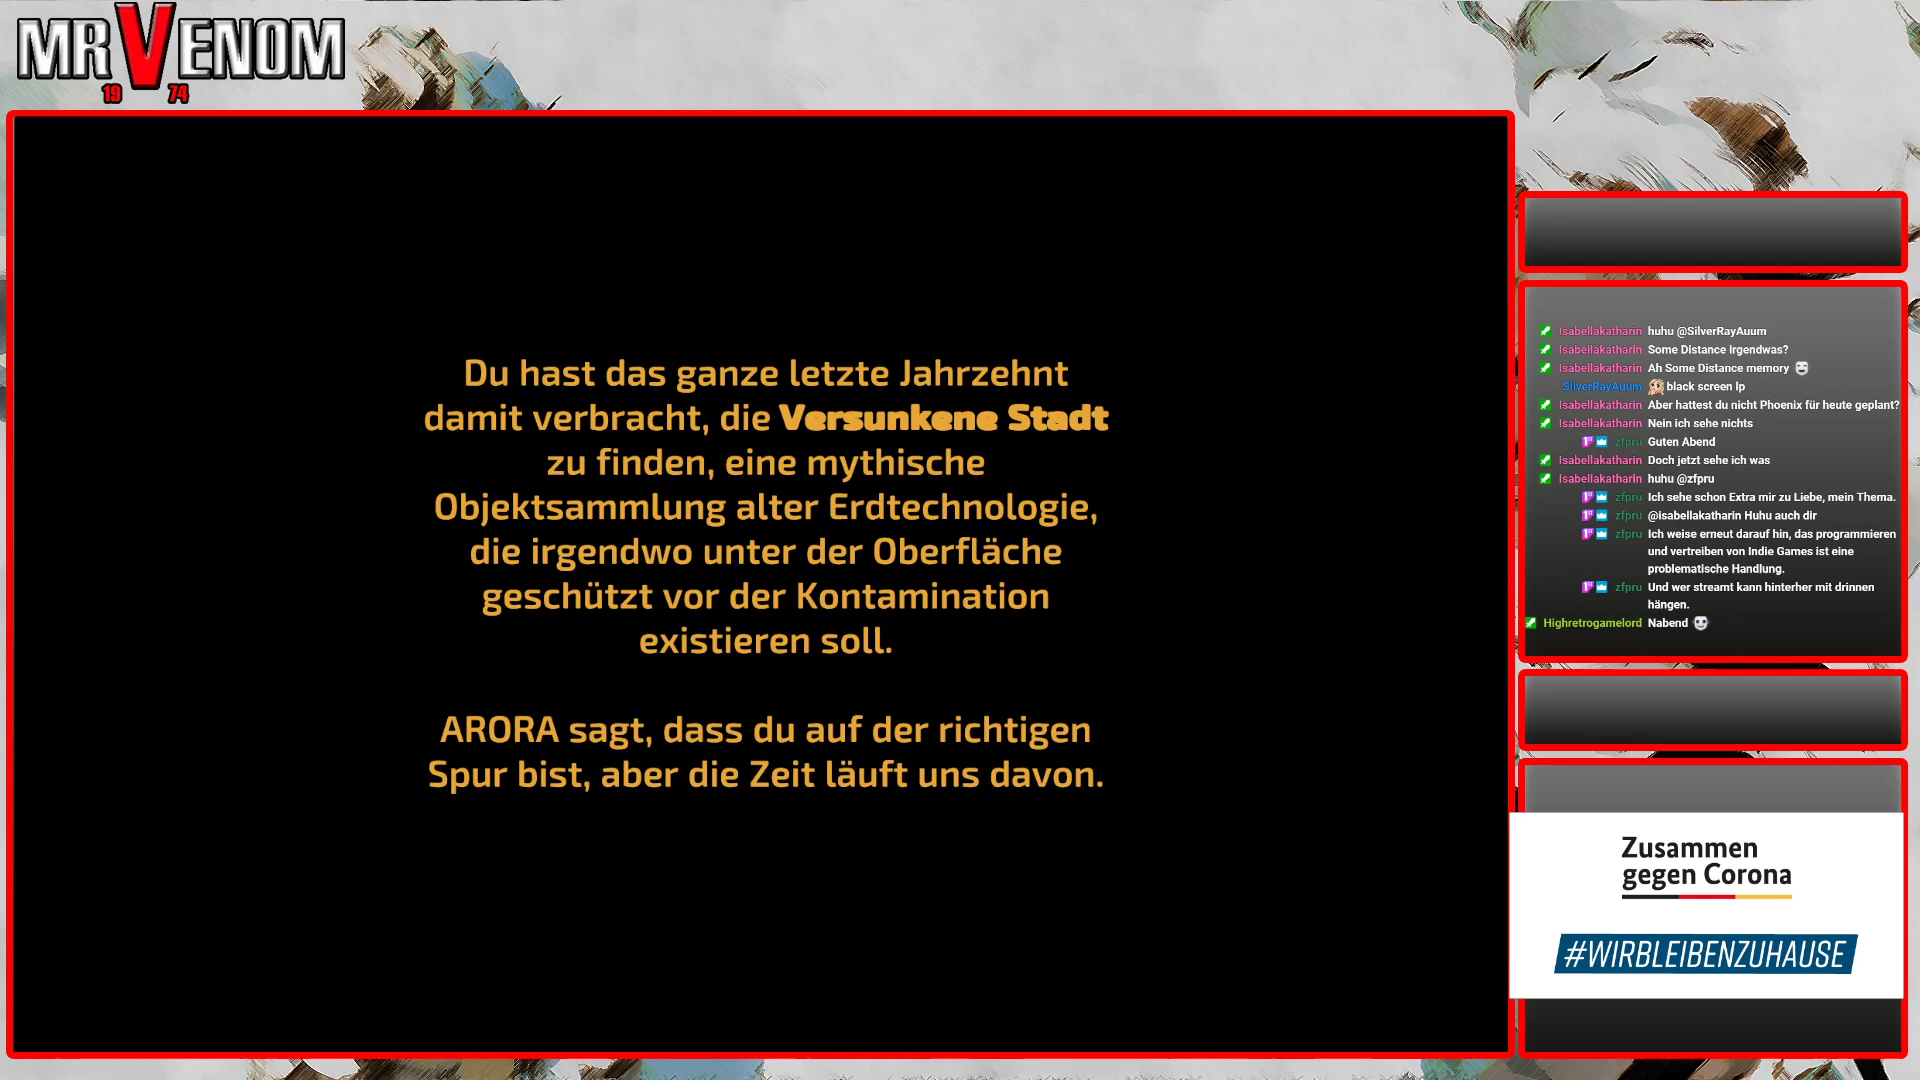 MRVENOM
19 74
Du hast das ganze letzte Jahrzehnt
damit verbracht, die Versunkene Stadt
zu finden, eine mythische
Objektsammlung alter Erdtechnologie,
die irgendwo unter der Oberfläche
geschützt vor der Kontamination
existieren soll.
ARORA sagt, dass du auf der richtigen
Spur bist, aber die Zeit läuft uns davon.
Isabellakatharin huhu @SilverRayAuum
Isabellakatharin Some Distance Irgendwas?
Isabellakatharin Ah Some Distance memory
SilverRayAuum black screen lp
Isabellakatharin Aber hattest du nicht Phoenix für heute geplant?
Isabellakatharin Nein ich sehe nichts
zfpru Guten Abend
Isabellakatharin Doch jetzt sehe ich was
Isabellakatharin huhu @zfpru
zfpru Ich sehe schon Extra mir zu Liebe, mein Thema.
zfpru @isabellakatharin Huhu auch dir
zfpru Ich weise erneut darauf hin, das programmieren
und vertreiben von Indie Games ist eine
problematische Handlung.
zfpru Und wer streamt kann hinterher mit drinnen
hängen.
Highretrogamelord Nabend
Zusammen
gegen Corona
#WIRBLEIBENZUHAUSE